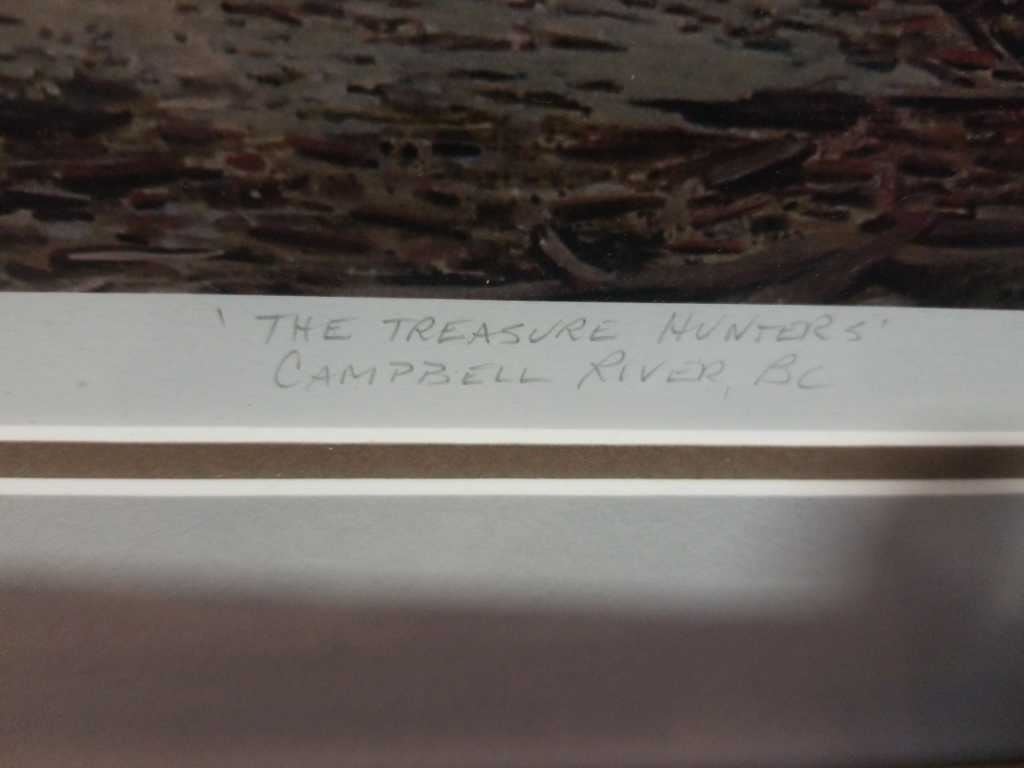 'THE TREASURE HUNTERS'
CAMPBELL RIVER, BC